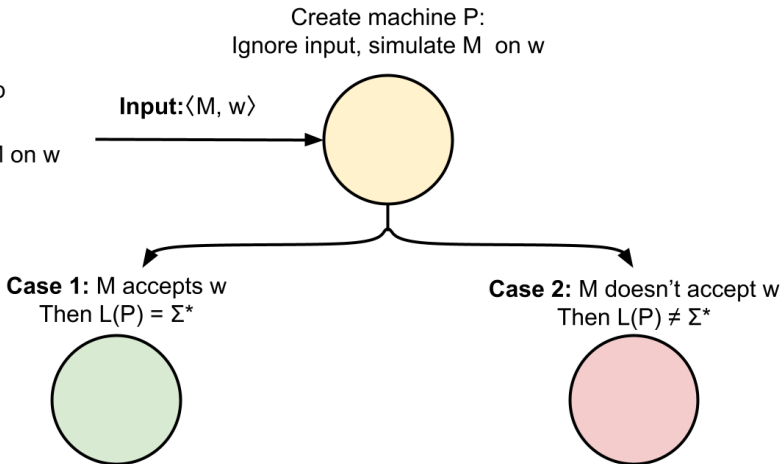 Create machine P:
Ignore input, simulate M on w
Input:⟨M, w⟩
on w
Case 1: M accepts w
Then L(P) = Σ*
Case 2: M doesn’t accept w
Then L(P) ≠ Σ*